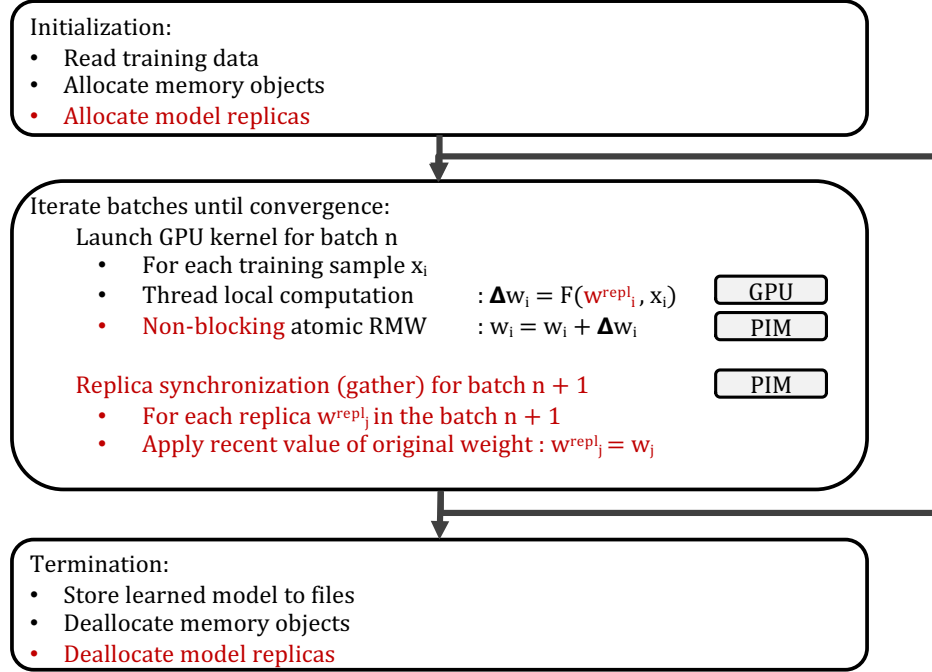 Initialization:
• Read training data
• Allocate memory objects
• Allocate model replicas
Iterate batches until convergence:
Launch GPU kernel for batch n
• For each training sample xᵢ
• Thread local computation : Δwᵢ = F(wʳᵉᵖˡᵢ, xᵢ) GPU
• Non-blocking atomic RMW : wᵢ = wᵢ + Δwᵢ PIM
Replica synchronization (gather) for batch n + 1 PIM
• For each replica wʳᵉᵖˡⱼ in the batch n + 1
• Apply recent value of original weight : wʳᵉᵖˡⱼ = wⱼ
Termination:
• Store learned model to files
• Deallocate memory objects
• Deallocate model replicas